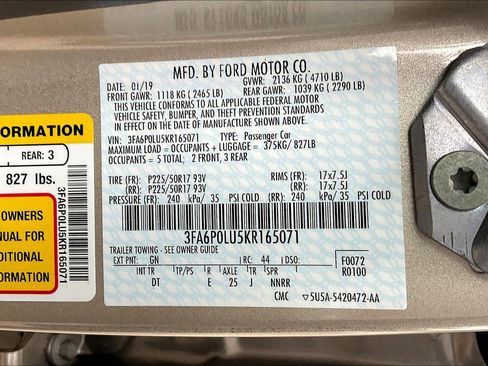 MFD. BY FORD MOTOR CO.
DATE: 01/19 GVWR: 2136 KG ( 4710 LB)
FRONT GAWR: 1118 KG ( 2465 LB) REAR GAWR: 1039 KG ( 2290 LB)
THIS VEHICLE CONFORMS TO ALL APPLICABLE FEDERAL MOTOR
VEHICLE SAFETY, BUMPER, AND THEFT PREVENTION STANDARDS
IN EFFECT ON THE DATE OF MANUFACTURE SHOWN ABOVE.
VIN: 3FA6P0LU5KR165071 TYPE: Passenger Car
MAXIMUM LOAD = OCCUPANTS + LUGGAGE = 375KG/ 827LB
OCCUPANTS = 5 TOTAL: 2 FRONT, 3 REAR
TIRE (FR): P225/50R17 93V RIMS (FR): 17x7.5J
TIRE (RR): P225/50R17 93V RIMS (RR): 17x7.5J
PRESSURE (FR): 240 kPa/ 35 PSI COLD (RR): 240 kPa/ 35 PSI COLD
3FA6P0LU5KR165071
TRAILER TOWING - SEE OWNER GUIDE
EXT PNT: GN RC: 44 DSO: F0072
INT TR TP/PS R AXLE TR SPR R0100
DT E 25 J NNRR
CMC 5U5A-5420472-AA
ORMATION
REAR: 3
827 lbs.
OWNERS
NUAL FOR
DDITIONAL
ORMATION
3FA6P0LU5KR165071